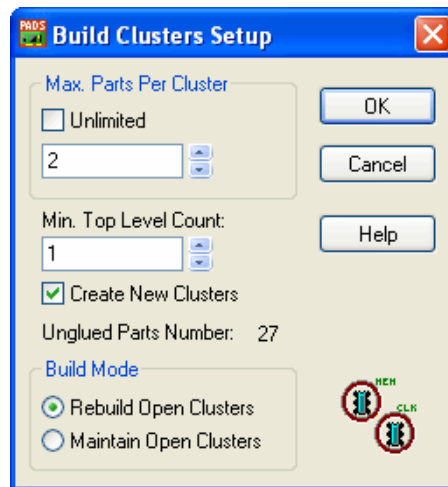 PADS
Build Clusters Setup
Max. Parts Per Cluster
Unlimited
2
OK
Cancel
Min. Top Level Count:
1
Help
Create New Clusters
Unglued Parts Number: 27
Build Mode
Rebuild Open Clusters
Maintain Open Clusters
MEM
CLK